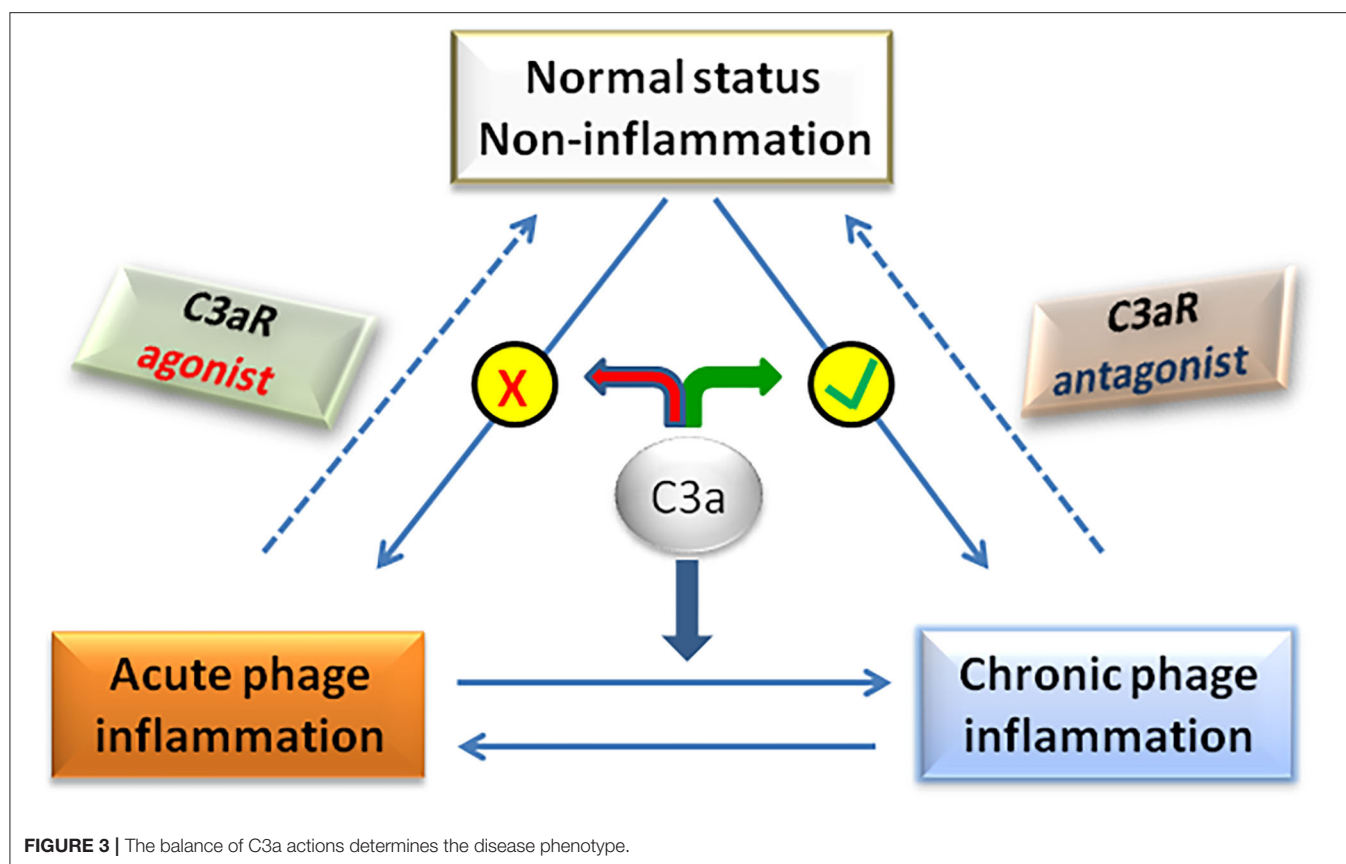 Normal status
Non-inflammation
C3aR
agonist
C3aR
antagonist
X
C3a
Acute phage
inflammation
Chronic phage
inflammation
FIGURE 3 | The balance of C3a actions determines the disease phenotype.